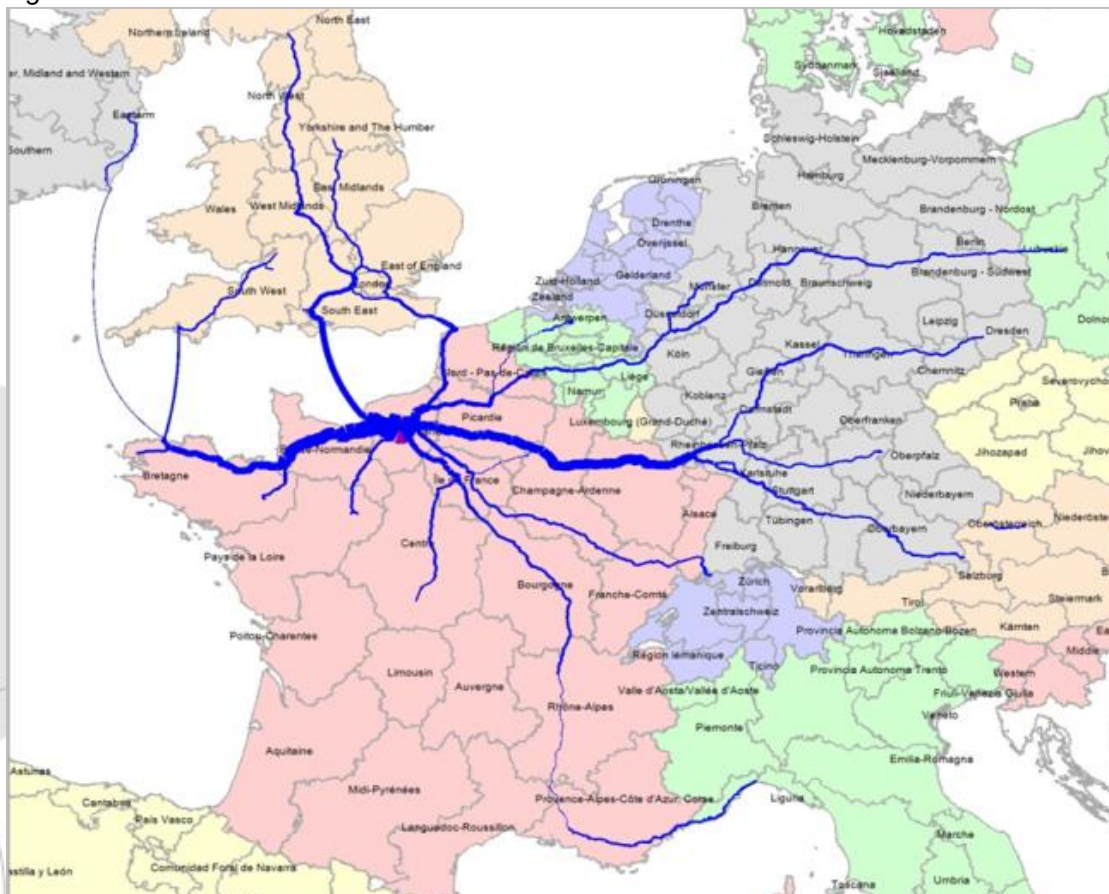 North East
Northern Ireland
Hovedstaden
Syddanmark
Sjælland
er, Midland and Western
North West
Eastern
Yorkshire and The Humber
Southern
Schleswig-Holstein
Mecklenburg-Vorpommern
Hamburg
Groningen
East Midlands
Wales
West Midlands
Bremen
Brandenburg - Nordost
Drenthe
Overijssel
Hannover
Berlin
Lubuskie
East of England
Gelderland
Brandenburg - Südwest
London
Zuid-Holland
Münster
Detmold
Braunschweig
South West
Zeeland
South East
Antwerpen
Düsseldorf
Leipzig
Dresden
Dolno
Région de Bruxelles-Capitale
Köln
Kassel
Thüringen
Nord - Pas-de-Calais
Liège
Gießen
Chemnitz
Severovýcho
Namur
Koblenz
Praha
Picardie
Luxembourg (Grand-Duché)
Darmstadt
Oberfranken
Rheinhessen-Pfalz
Oberpfalz
Jihozápad
Bretagne
Karlsruhe
Île de France
Stuttgart
Champagne-Ardenne
Niederbayern
Alsace
Tübingen
Oberbayern
Oberösterreich
Niederöster
Pays de la Loire
Centre
Freiburg
Salzburg
Bourgogne
Zürich
Vorarlberg
Tirol
Steiermark
Franche-Comté
Zentralschweiz
Kärnten
Poitou-Charentes
Provincia Autonoma Bolzano-Bozen
Région lémanique
Ticino
Provincia Autonoma Trento
Western
Limousin
Auvergne
Valle d'Aosta/Vallée d'Aoste
Friuli-Venezia Giulia
Rhône-Alpes
Piemonte
Veneto
Aquitaine
Emilia-Romagna
Asturias
Midi-Pyrénées
Provence-Alpes-Côte d'Azur
Corse
Liguria
Cantabria
País Vasco
Languedoc-Roussillon
Marche
astilla y León
Comunidad Foral de Navarra
Umbria
Toscana